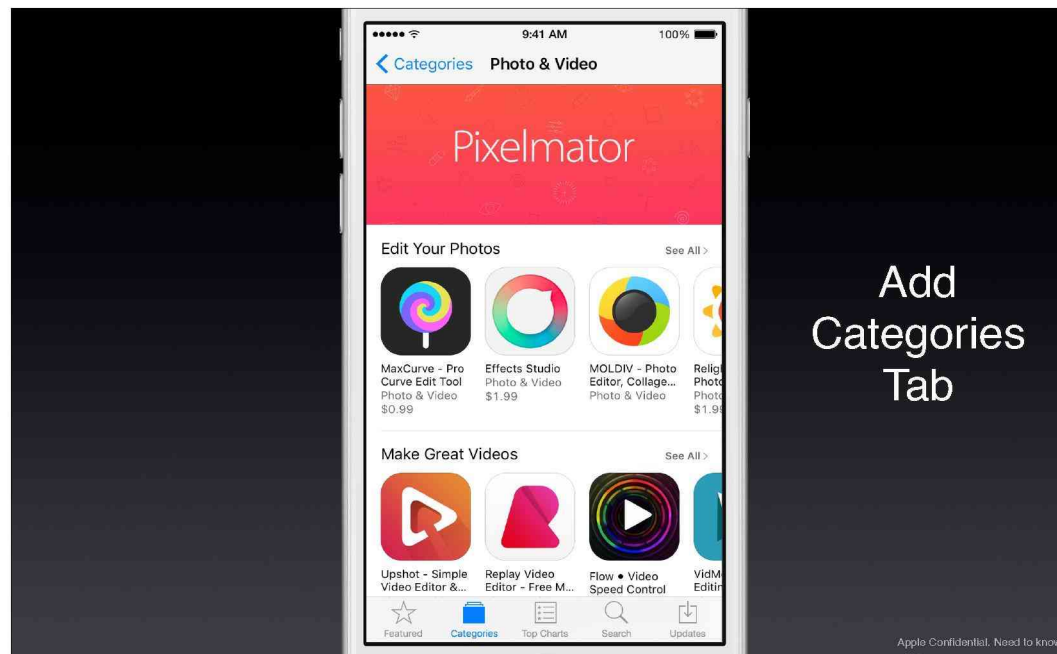 9:41 AM
100%
Categories
Photo & Video
Pixelmator
Edit Your Photos
See All >
MaxCurve - Pro
Curve Edit Tool
Photo & Video
$0.99
Effects Studio
Photo & Video
$1.99
MOLDIV - Photo
Editor, Collage...
Photo & Video
Make Great Videos
See All >
Upshot - Simple
Video Editor &...
Replay Video
Editor - Free M...
Flow ● Video
Speed Control
Featured
Categories
Top Charts
Search
Updates
Add
Categories
Tab
Apple Confidential. Need to know